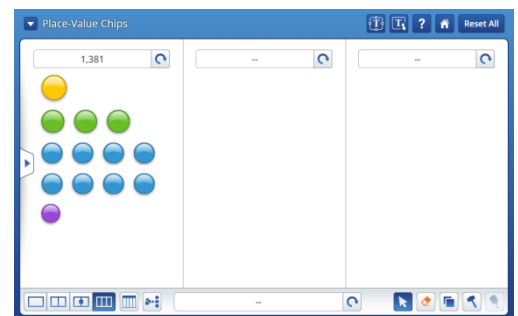 Place-Value Chips
T
T
?
Reset All
1,381
--
--
--